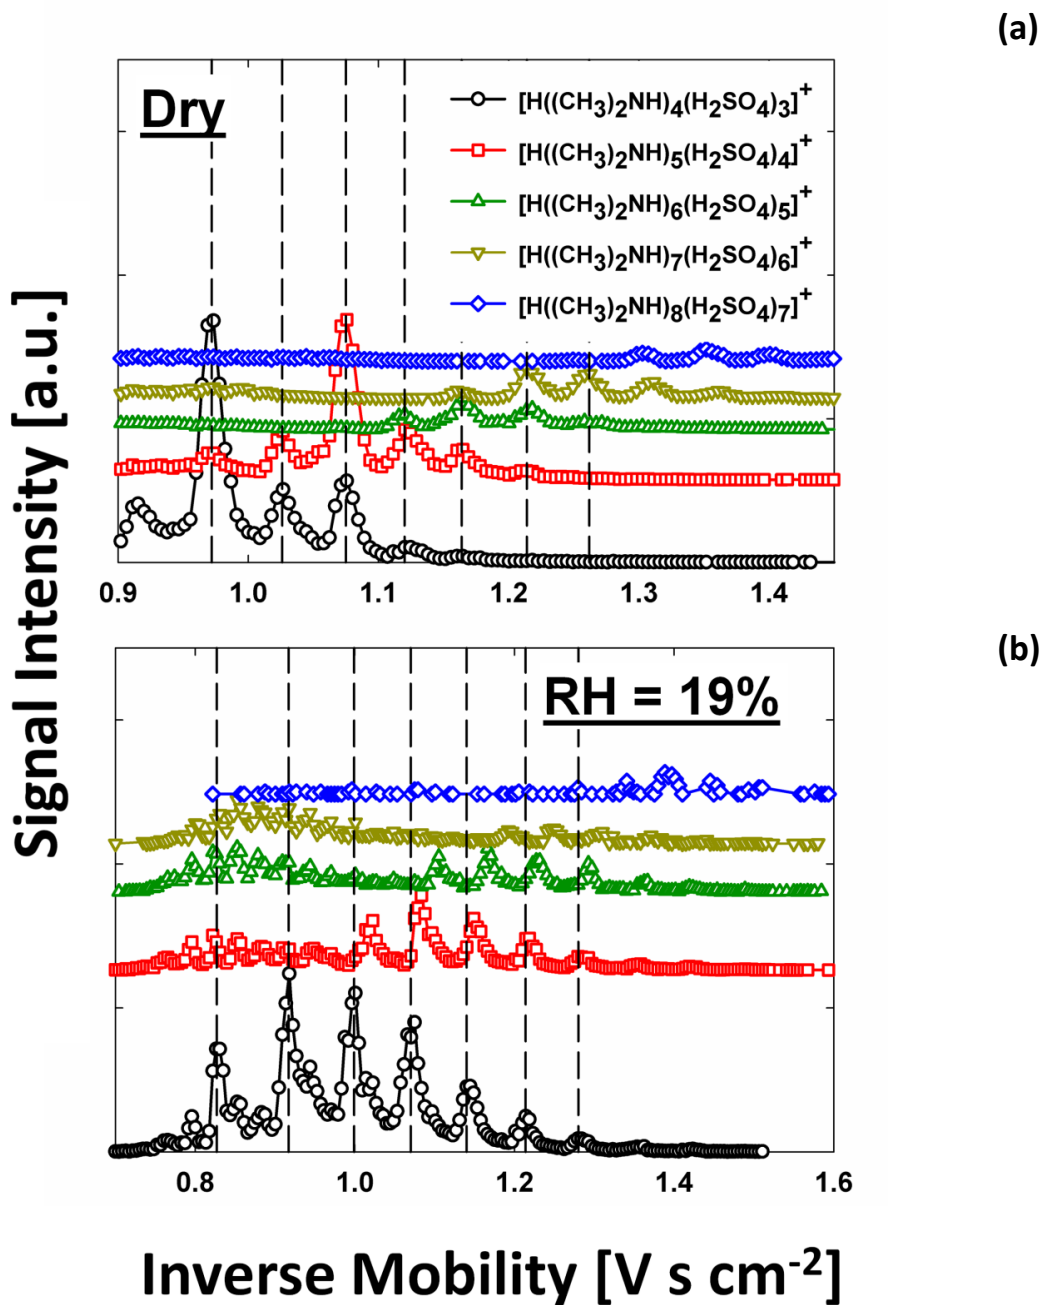 (a)
Dry
[H((CH3)2NH)4(H2SO4)3]+
[H((CH3)2NH)5(H2SO4)4]+
[H((CH3)2NH)6(H2SO4)5]+
[H((CH3)2NH)7(H2SO4)6]+
[H((CH3)2NH)8(H2SO4)7]+
0.9 1.0 1.1 1.2 1.3 1.4
Signal Intensity [a.u.]
(b)
RH = 19%
0.8 1.0 1.2 1.4 1.6
Inverse Mobility [V s cm-2]